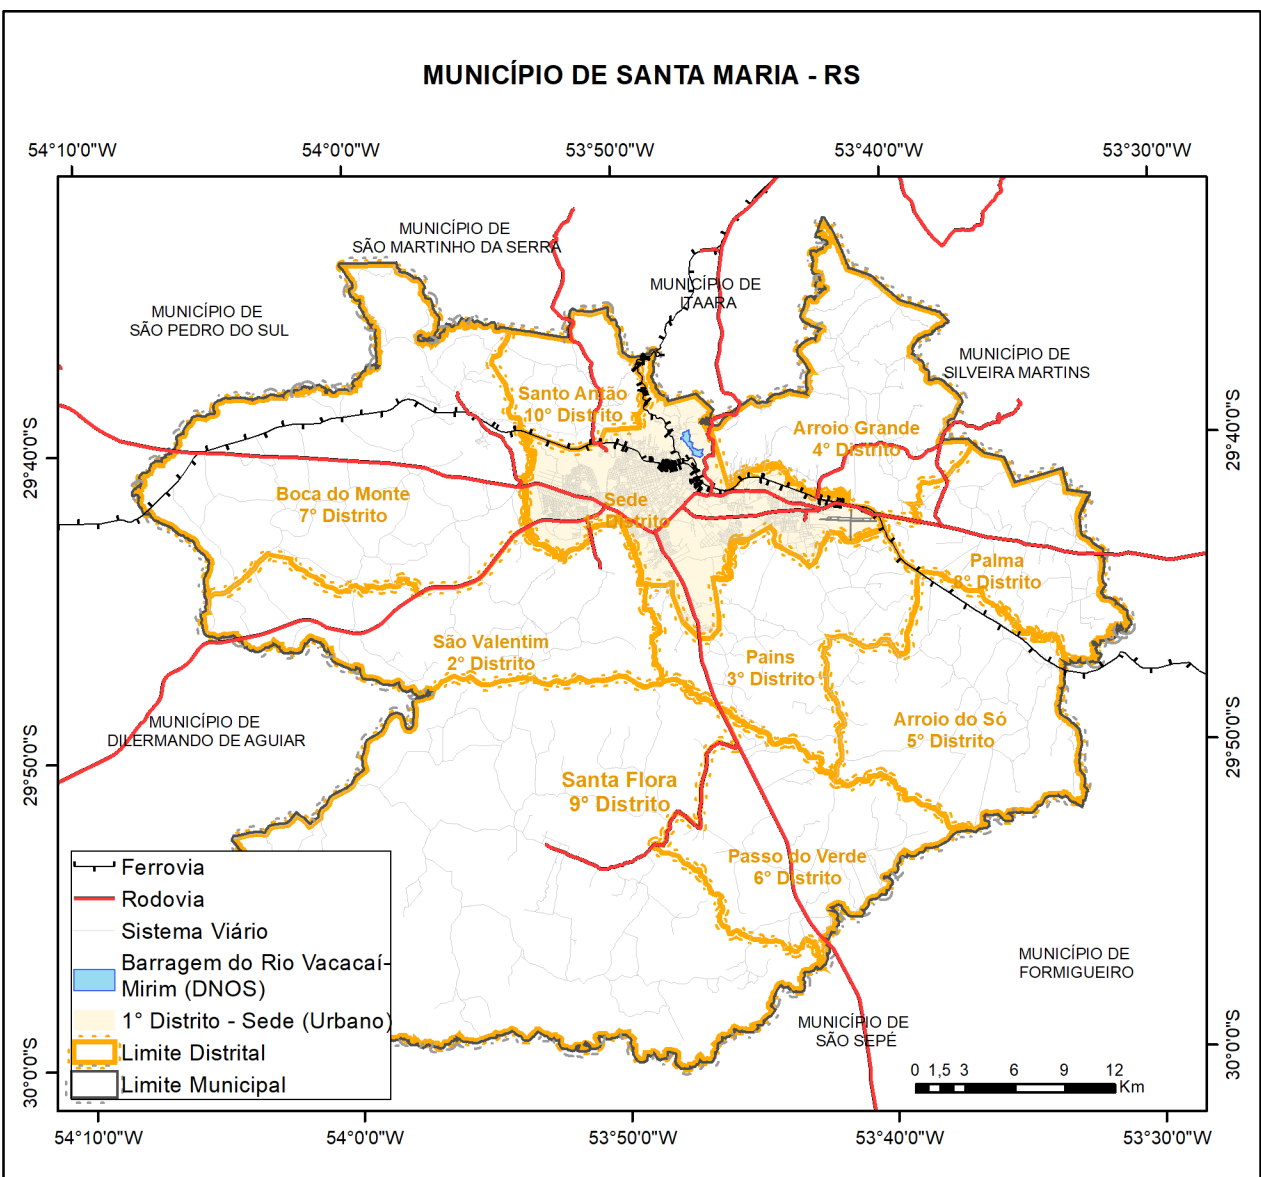 MUNICÍPIO DE SANTA MARIA - RS
54°10'0"W
54°0'0"W
53°50'0"W
53°40'0"W
53°30'0"W
MUNICÍPIO DE
SÃO MARTINHO DA SERRA
MUNICÍPIO DE
ITAARA
MUNICÍPIO DE
SÃO PEDRO DO SUL
MUNICÍPIO DE
SILVEIRA MARTINS
Santo Antão
10° Distrito
Arroio Grande
4° Distrito
29°40'0"S
29°40'0"S
Boca do Monte
7° Distrito
Sede
Distrito
Palma
8° Distrito
São Valentim
2° Distrito
Pains
3° Distrito
MUNICÍPIO DE
DILERMANDO DE AGUIAR
Arroio do Só
5° Distrito
29°50'0"S
29°50'0"S
Santa Flora
9° Distrito
Passo do Verde
6° Distrito
MUNICÍPIO DE
FORMIGUEIRO
MUNICÍPIO DE
SÃO SEPÉ
Ferrovia
Rodovia
Sistema Viário
Barragem do Rio Vacacaí-
Mirim (DNOS)
1° Distrito - Sede (Urbano)
Limite Distrital
Limite Municipal
30°0'0"S
30°0'0"S
0 1,5 3 6 9 12
Km
54°10'0"W
54°0'0"W
53°50'0"W
53°40'0"W
53°30'0"W